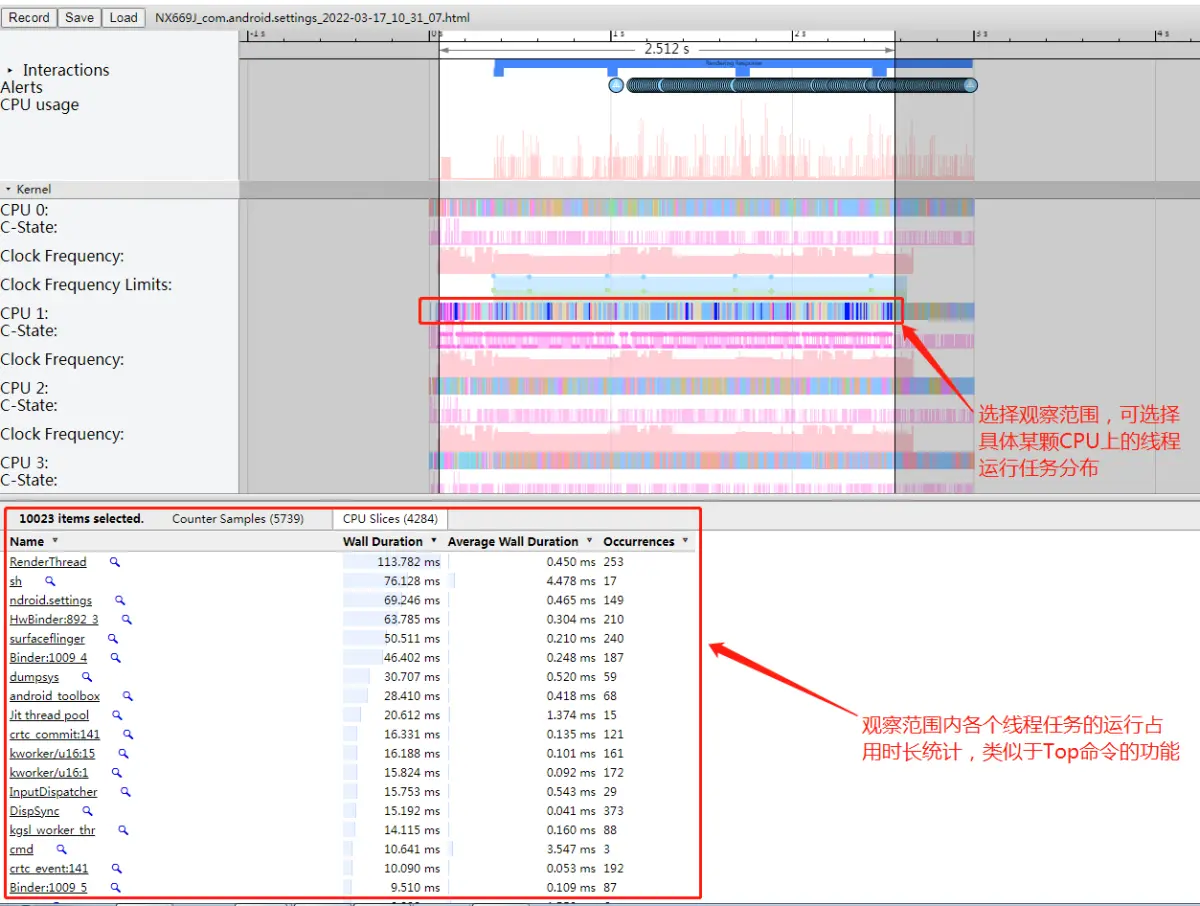 Record Save Load NX669J_com.android.settings_2022-03-17_10_31_07.html
-1s 0s 1s 2s 3s 4s
2.512 s
Rendering Response
Interactions
Alerts
CPU usage
Kernel
CPU 0:
C-State:
Clock Frequency:
Clock Frequency Limits:
CPU 1:
C-State:
Clock Frequency:
CPU 2:
C-State:
Clock Frequency:
CPU 3:
C-State:
选择观察范围，可选择
具体某颗CPU上的线程
运行任务分布
10023 items selected. Counter Samples (5739) CPU Slices (4284)
Name Wall Duration Average Wall Duration Occurrences
RenderThread 113.782 ms 0.450 ms 253
sh 76.128 ms 4.478 ms 17
ndroid.settings 69.246 ms 0.465 ms 149
HwBinder:892_3 63.785 ms 0.304 ms 210
surfaceflinger 50.511 ms 0.210 ms 240
Binder:1009_4 46.402 ms 0.248 ms 187
dumpsys 30.707 ms 0.520 ms 59
android_toolbox 28.410 ms 0.418 ms 68
Jit thread pool 20.612 ms 1.374 ms 15
crtc_commit:141 16.331 ms 0.135 ms 121
kworker/u16:15 16.188 ms 0.101 ms 161
kworker/u16:1 15.824 ms 0.092 ms 172
InputDispatcher 15.753 ms 0.543 ms 29
DispSync 15.192 ms 0.041 ms 373
kgsl_worker_thr 14.115 ms 0.160 ms 88
cmd 10.641 ms 3.547 ms 3
crtc_event:141 10.090 ms 0.053 ms 192
Binder:1009_5 9.510 ms 0.109 ms 87
观察范围内各个线程任务的运行占
用时长统计，类似于Top命令的功能